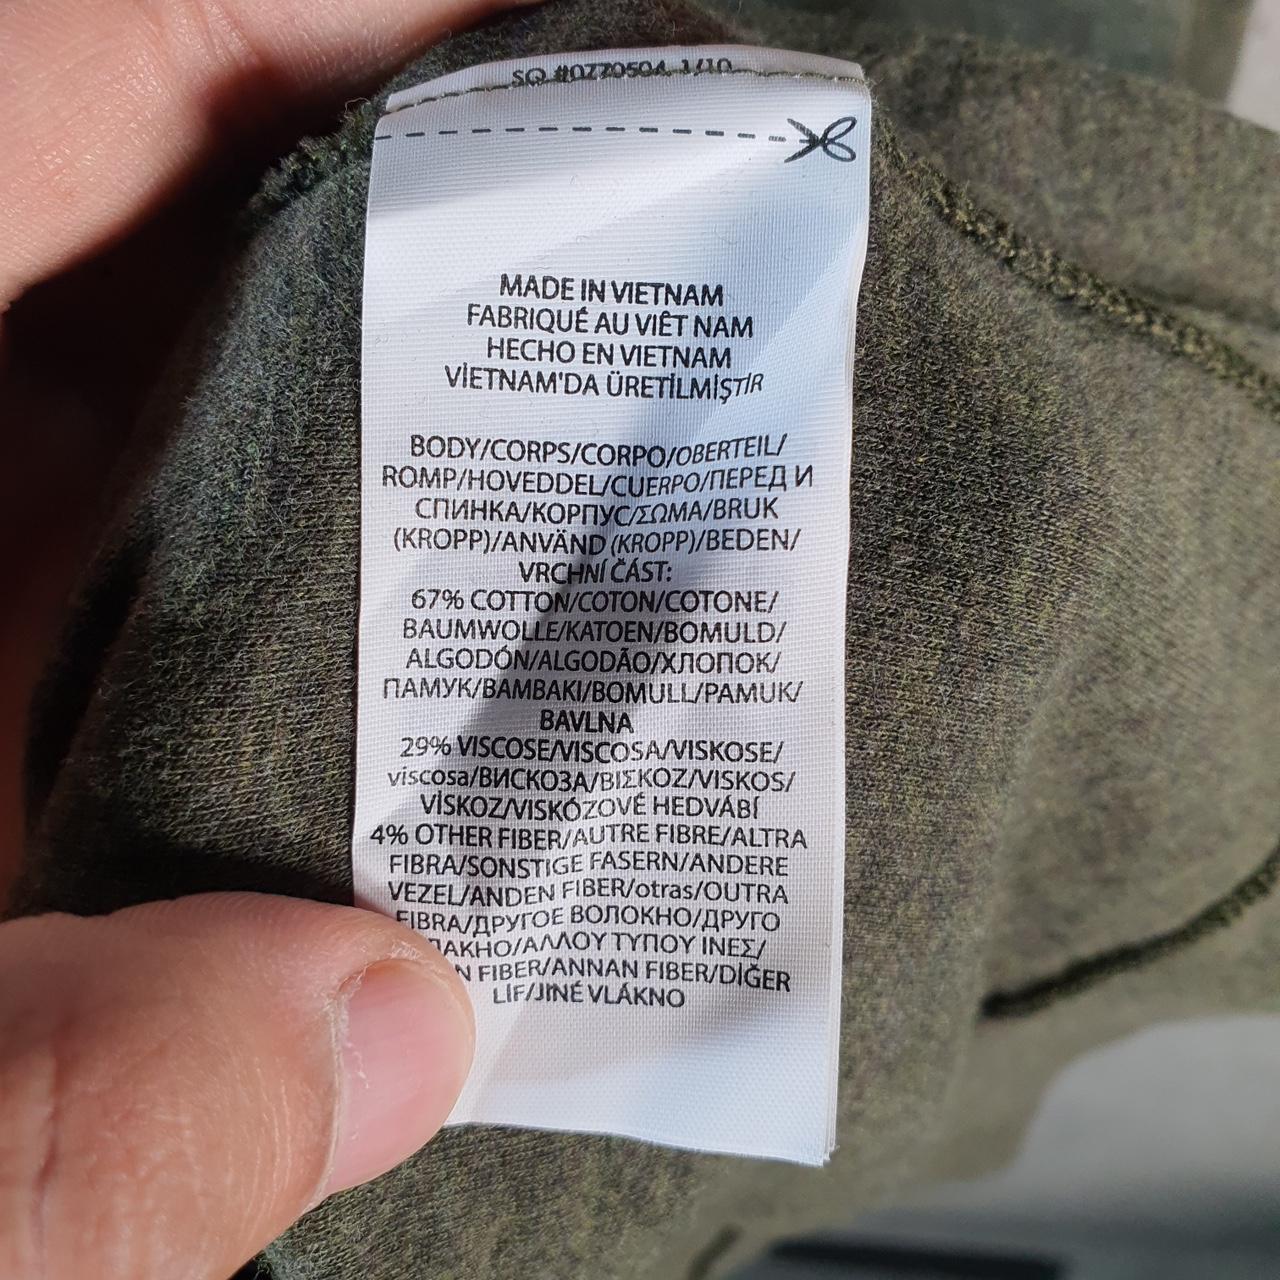 SQ #0770504 1/10
MADE IN VIETNAM
FABRIQUÉ AU VIÊT NAM
HECHO EN VIETNAM
VİETNAM'DA ÜRETİLMİŞTİR
BODY/CORPS/CORPO/OBERTEIL/
ROMP/HOVEDDEL/CUERPO/ПЕРЕД И
СПИНКА/КОРПУС/ΣΩΜΑ/BRUK
(KROPP)/ANVÄND (KROPP)/BEDEN/
VRCHNÍ ČÁST:
67% COTTON/COTON/COTONE/
BAUMWOLLE/KATOEN/BOMULD/
ALGODÓN/ALGODÃO/ХЛОПОК/
ПАМУК/BAMBAKI/BOMULL/PAMUK/
BAVLNA
29% VISCOSE/VISCOSA/VISKOSE/
viscosa/ВИСКОЗА/ΒΙΣΚΟΖ/VISKOS/
VİSKOZ/VISKÓZOVÉ HEDVÁBÍ
4% OTHER FIBER/AUTRE FIBRE/ALTRA
FIBRA/SONSTIGE FASERN/ANDERE
VEZEL/ANDEN FIBER/otras/OUTRA
FIBRA/ДРУГОЕ ВОЛОКНО/ДРУГО
ΑΛΛΟΥ ΤΥΠΟΥ ΙΝΕΣ/
FIBER/ANNAN FIBER/DİĞER
LİF/JINÉ VLÁKNO